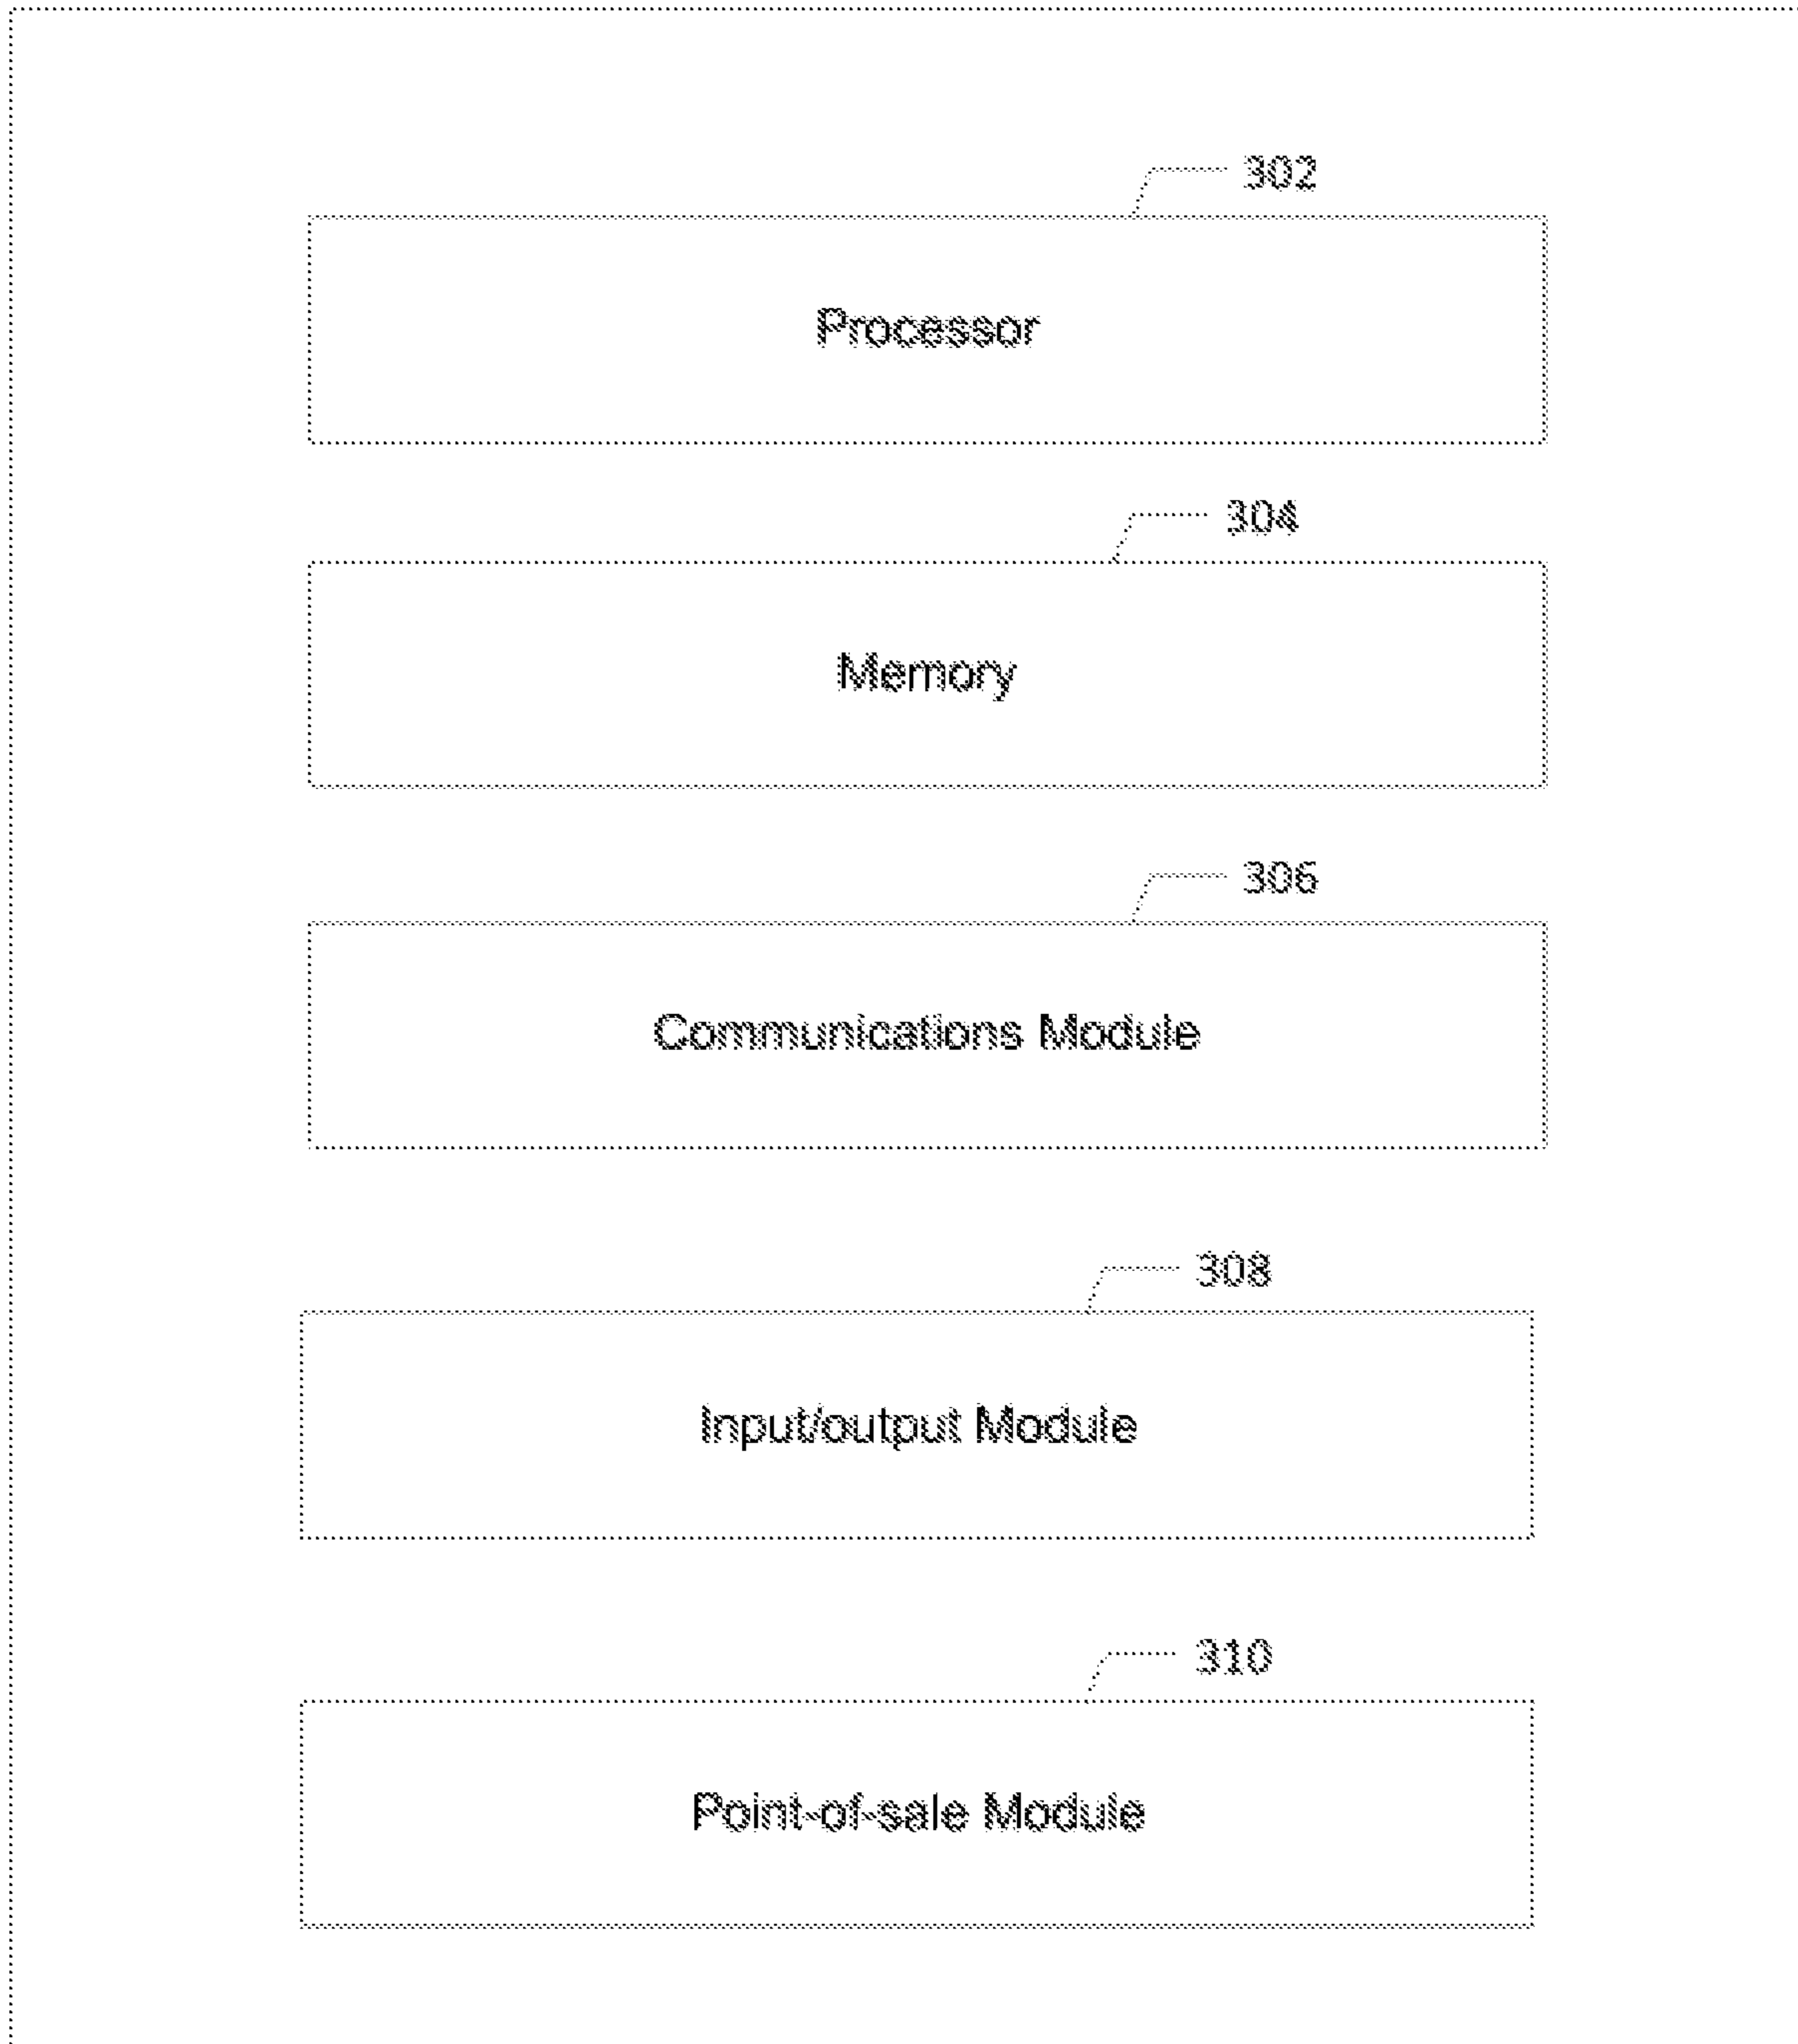 302
Processor
304
Memory
306
Communications Module
308
Input/output Module
310
Point-of-sale Module